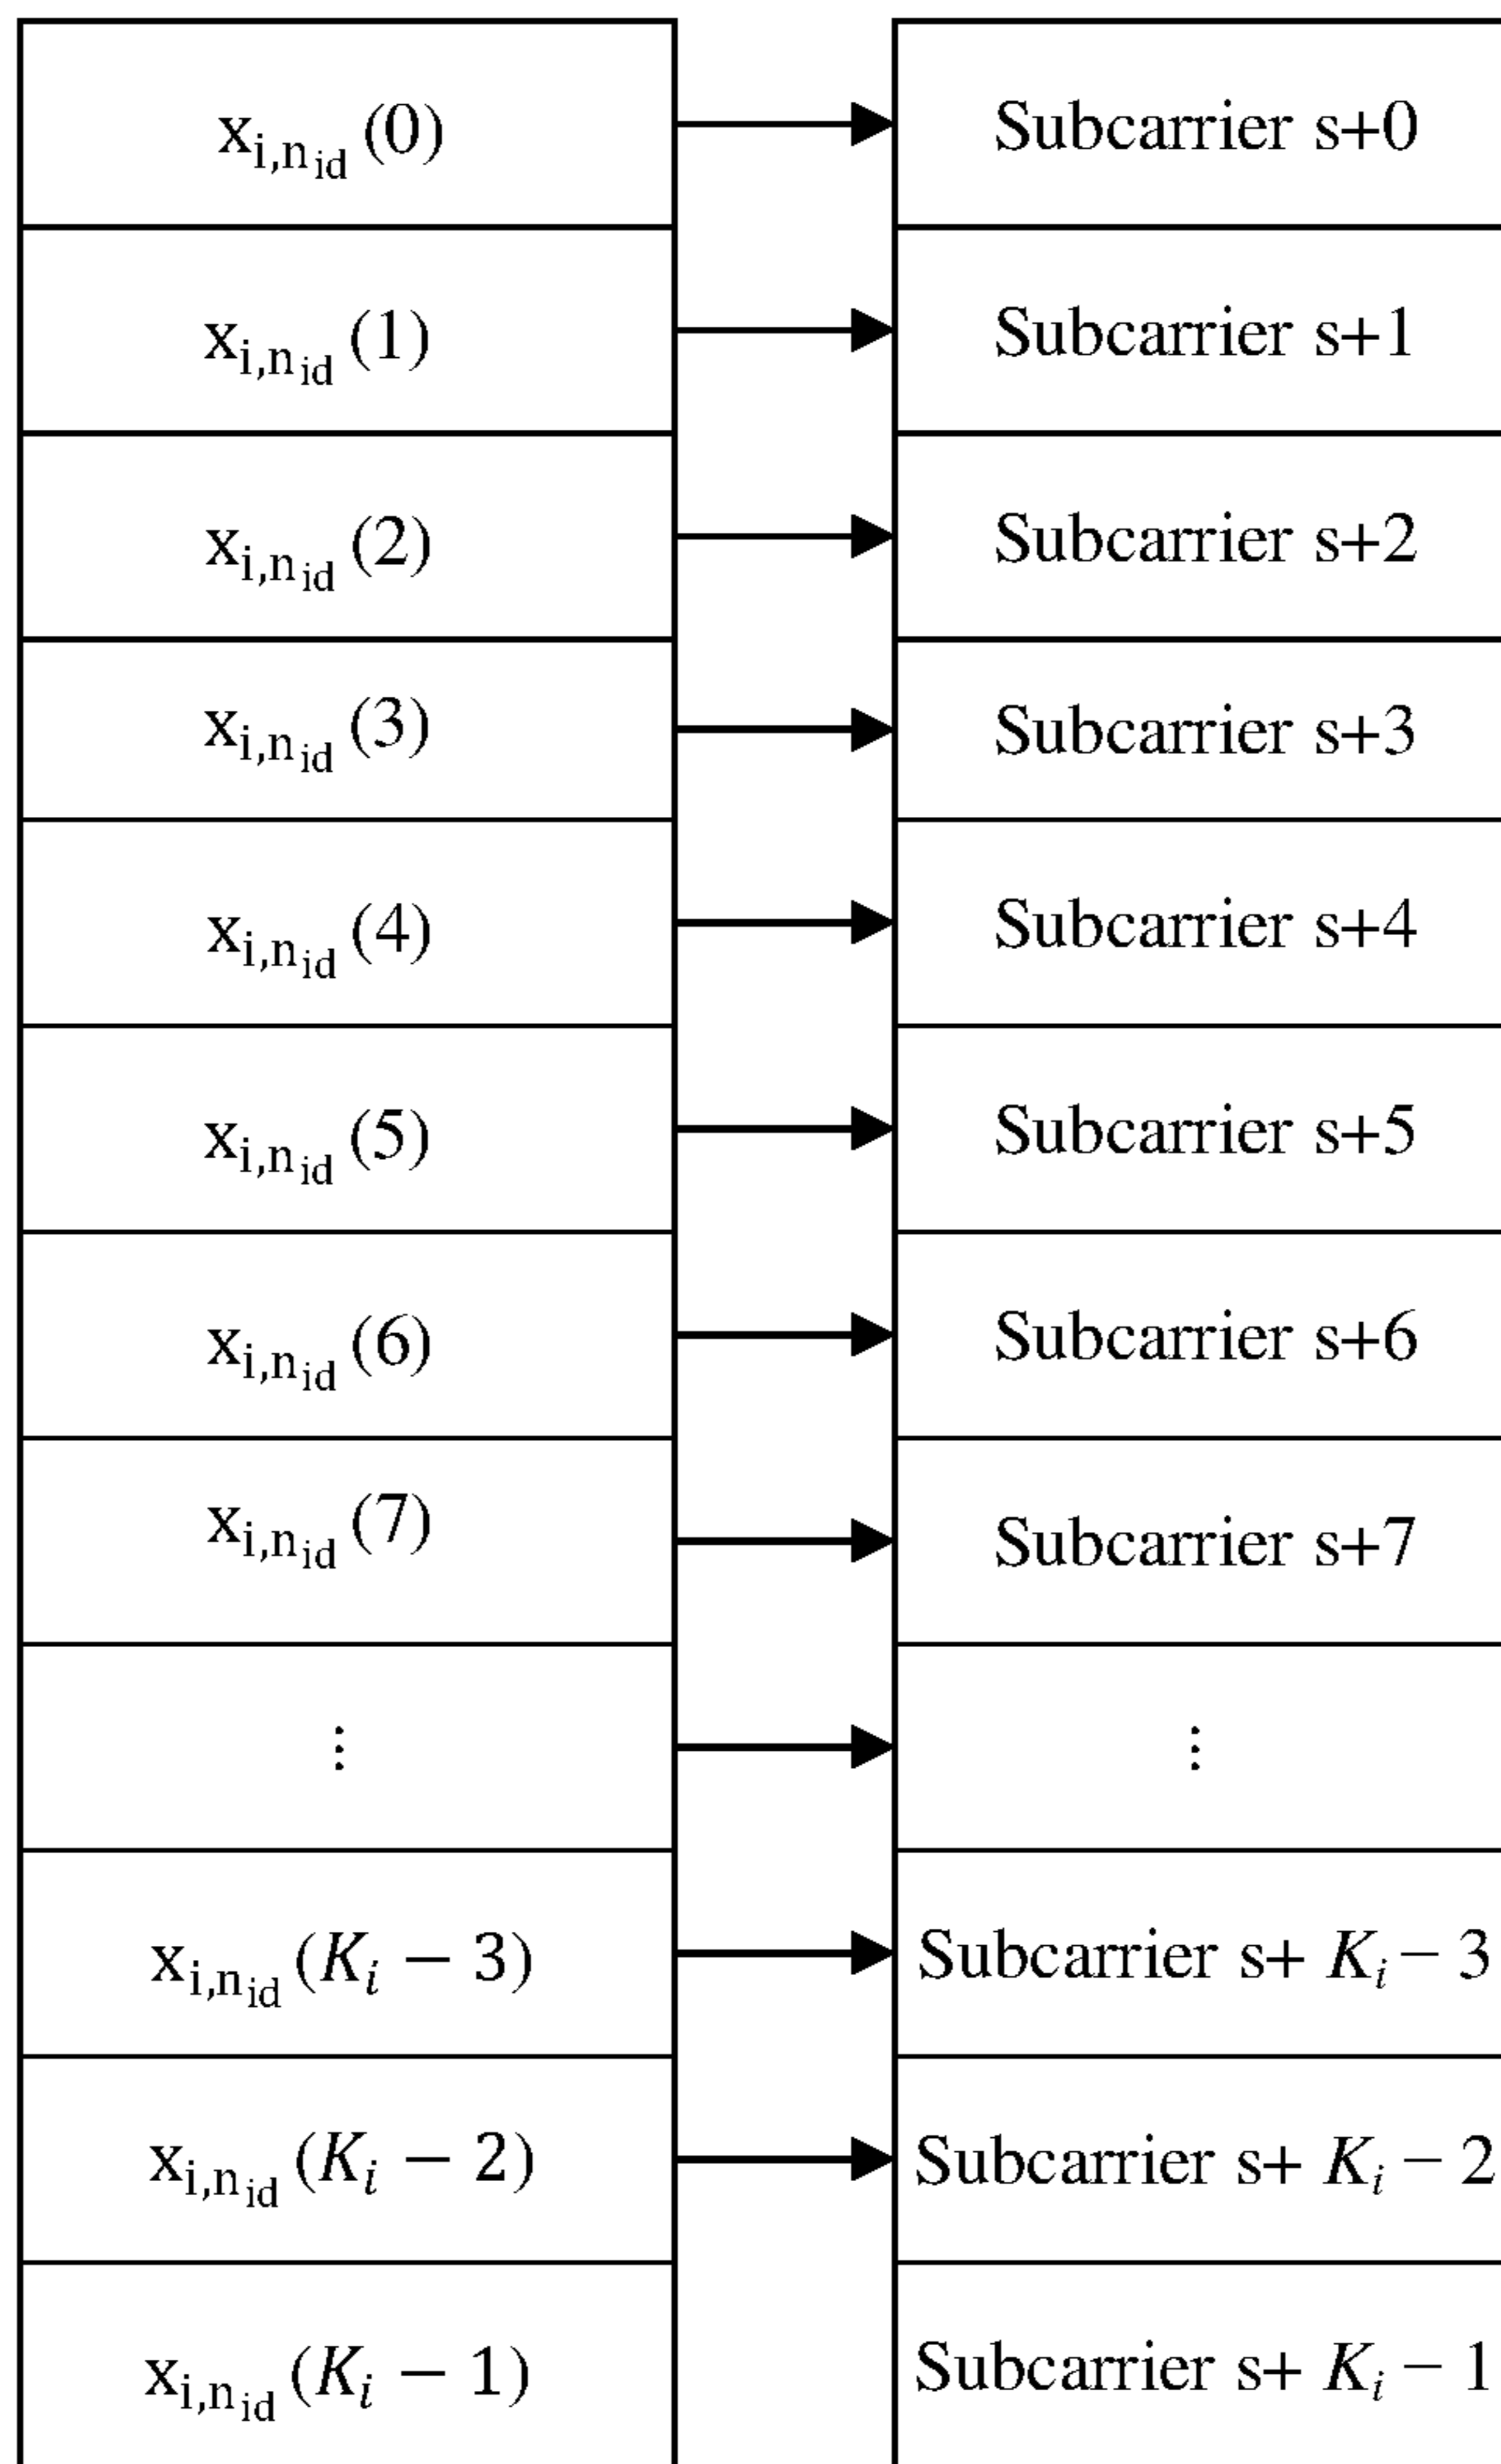 x_{i,n_{id}}(0) Subcarrier s+0
x_{i,n_{id}}(1) Subcarrier s+1
x_{i,n_{id}}(2) Subcarrier s+2
x_{i,n_{id}}(3) Subcarrier s+3
x_{i,n_{id}}(4) Subcarrier s+4
x_{i,n_{id}}(5) Subcarrier s+5
x_{i,n_{id}}(6) Subcarrier s+6
x_{i,n_{id}}(7) Subcarrier s+7
⋮ ⋮
x_{i,n_{id}}(K_i − 3) Subcarrier s+ K_i − 3
x_{i,n_{id}}(K_i − 2) Subcarrier s+ K_i − 2
x_{i,n_{id}}(K_i − 1) Subcarrier s+ K_i − 1